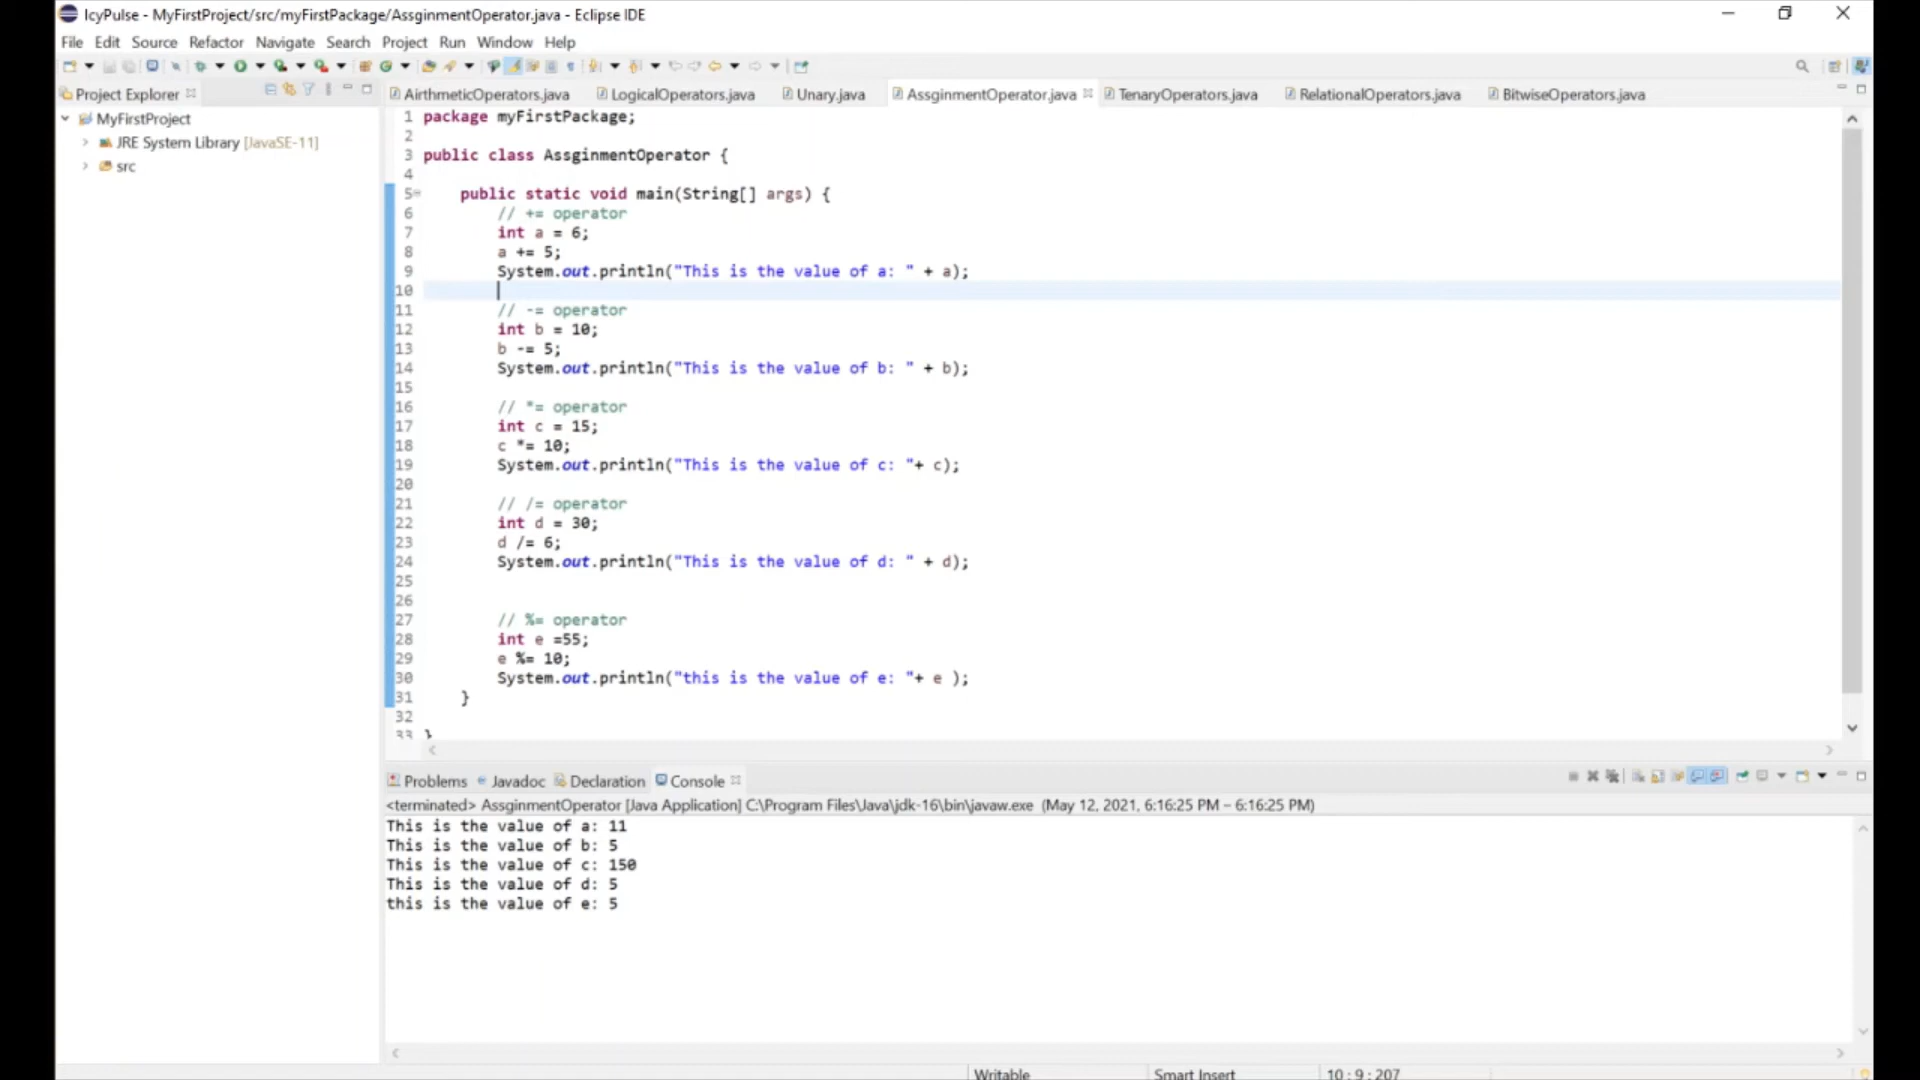 IcyPulse - MyFirstProject/src/myFirstPackage/AssginmentOperator.java - Eclipse IDE
File Edit Source Refactor Navigate Search Project Run Window Help
Project Explorer
MyFirstProject
JRE System Library [JavaSE-11]
src
AirthmeticOperators.java LogicalOperators.java Unary.java AssginmentOperator.java TenaryOperators.java RelationalOperators.java BitwiseOperators.java
1 package myFirstPackage;
2
3 public class AssginmentOperator {
4
5 public static void main(String[] args) {
6 // += operator
7 int a = 6;
8 a += 5;
9 System.out.println("This is the value of a: " + a);
10
11 // -= operator
12 int b = 10;
13 b -= 5;
14 System.out.println("This is the value of b: " + b);
15
16 // *= operator
17 int c = 15;
18 c *= 10;
19 System.out.println("This is the value of c: "+ c);
20
21 // /= operator
22 int d = 30;
23 d /= 6;
24 System.out.println("This is the value of d: " + d);
25
26
27 // %= operator
28 int e =55;
29 e %= 10;
30 System.out.println("this is the value of e: "+ e );
31 }
32
33 }
Problems Javadoc Declaration Console
<terminated> AssginmentOperator [Java Application] C:\Program Files\Java\jdk-16\bin\javaw.exe (May 12, 2021, 6:16:25 PM – 6:16:25 PM)
This is the value of a: 11
This is the value of b: 5
This is the value of c: 150
This is the value of d: 5
this is the value of e: 5
Writable Smart Insert 10 : 9 : 207